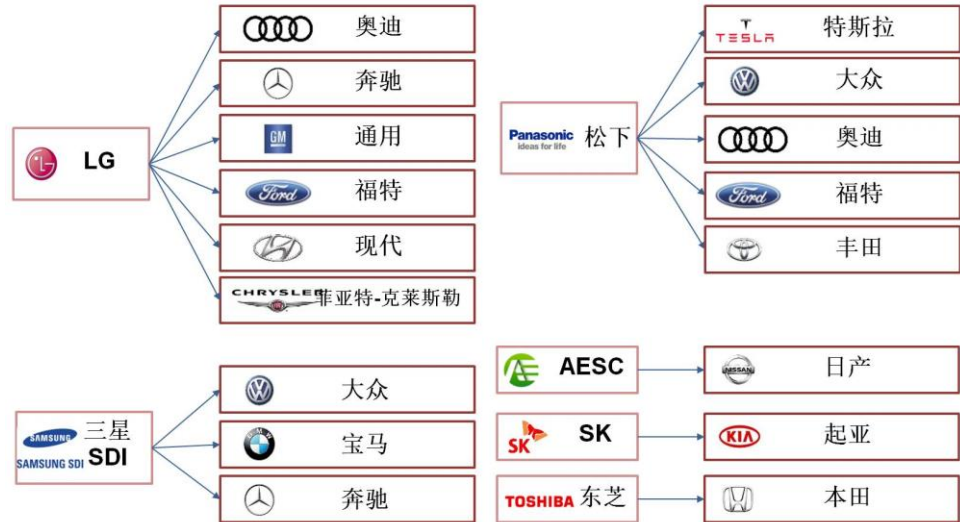 LG
奥迪
奔驰
GM
通用
Ford
福特
现代
CHRYSLER
菲亚特-克莱斯勒
Panasonic
ideas for life
松下
TESLA
特斯拉
大众
奥迪
Ford
福特
丰田
SAMSUNG
SAMSUNG SDI
三星
SDI
大众
宝马
奔驰
AESC
NISSAN
日产
SK
SK
KIA
起亚
TOSHIBA
东芝
本田